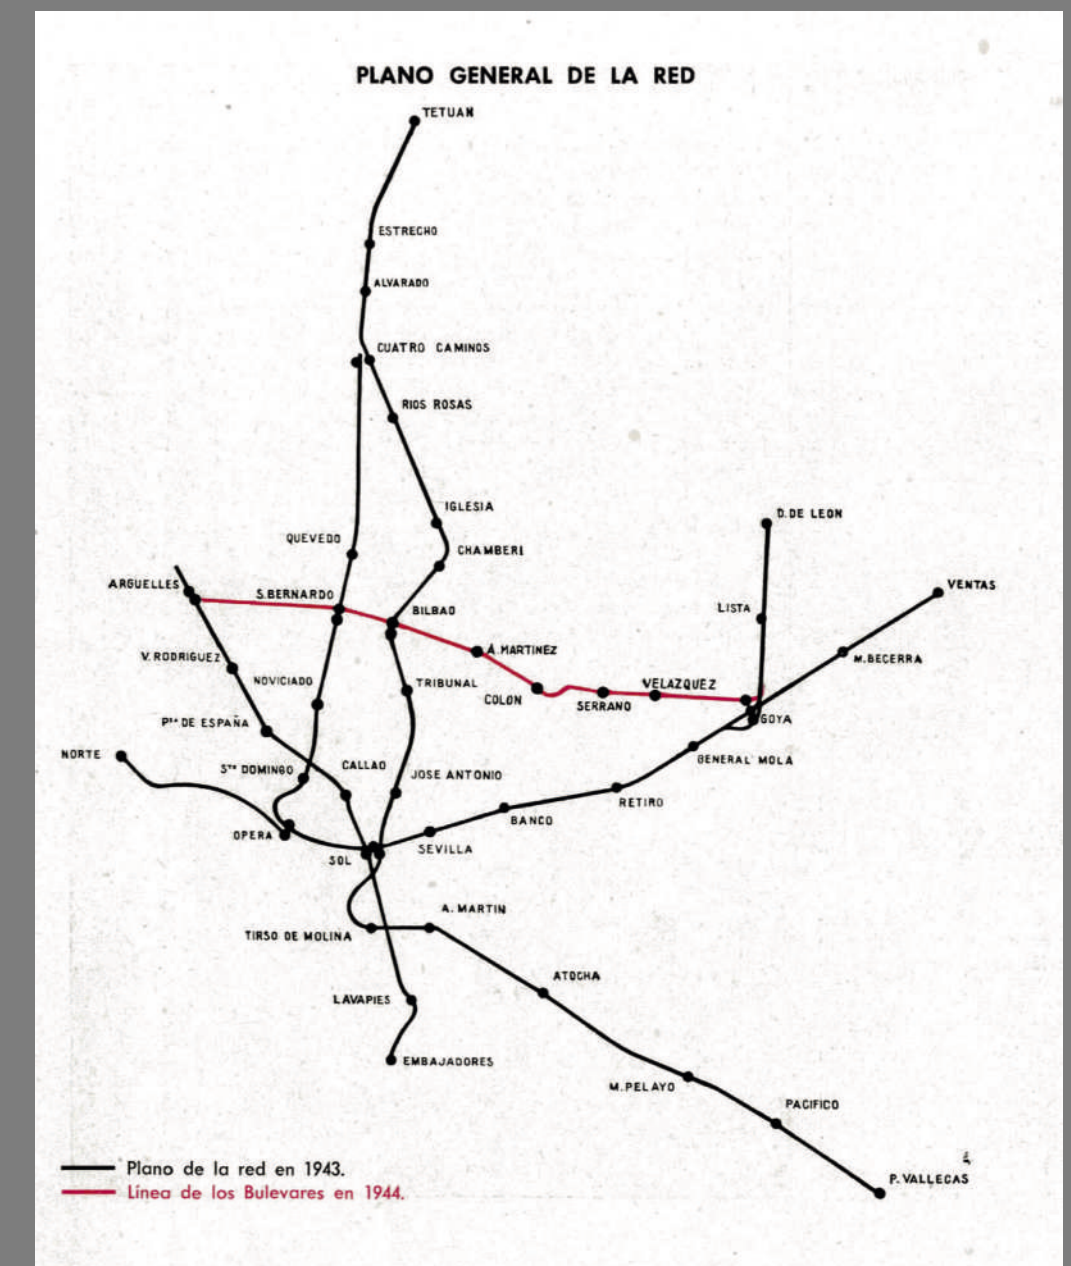 PLANO GENERAL DE LA RED
TETUAN
ESTRECHO
ALVARADO
CUATRO CAMINOS
RIOS ROSAS
IGLESIA
D. DE LEON
QUEVEDO
CHAMBERI
ARGUELLES
VENTAS
S. BERNARDO
LISTA
BILBAO
V. RODRIGUEZ
A. MARTINEZ
M. BECERRA
NOVICIADO
TRIBUNAL
VELAZQUEZ
COLON
SERRANO
Pza DE ESPAÑA
GOYA
NORTE
STO DOMINGO
CALLAO
JOSE ANTONIO
GENERAL MOLA
RETIRO
BANCO
OPERA
SOL
SEVILLA
A. MARTIN
TIRSO DE MOLINA
ATOCHA
LAVAPIES
EMBAJADORES
M. PELAYO
PACIFICO
P. VALLECAS
Plano de la red en 1943.
Línea de los Bulevares en 1944.